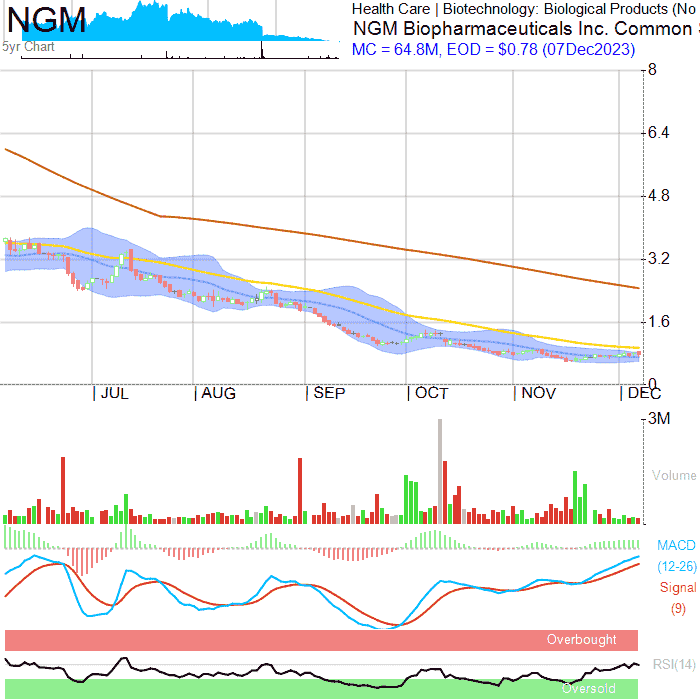 NGM
5yr Chart
Health Care | Biotechnology: Biological Products (No
NGM Biopharmaceuticals Inc. Common
MC = 64.8M, EOD = $0.78 (07Dec2023)
8
6.4
4.8
3.2
1.6
0
JUL AUG SEP OCT NOV DEC
3M
Volume
MACD
(12-26)
Signal
(9)
Overbought
RSI(14)
Oversold